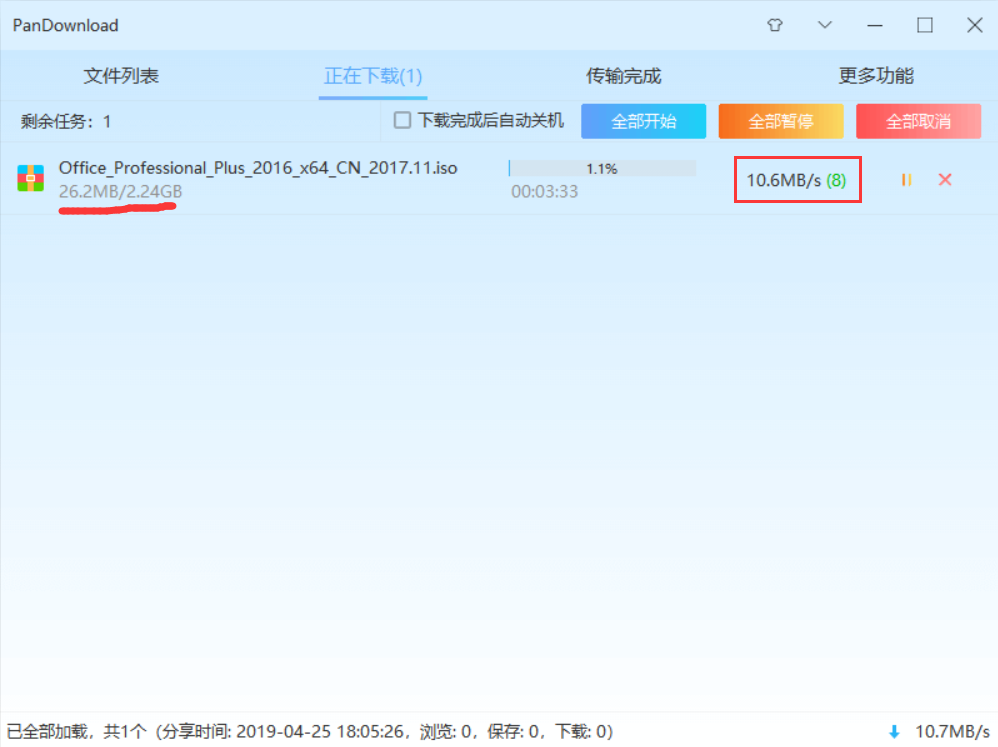 PanDownload
文件列表 正在下载(1) 传输完成 更多功能
剩余任务：1 下载完成后自动关机 全部开始 全部暂停 全部取消
Office_Professional_Plus_2016_x64_CN_2017.11.iso 1.1%
10.6MB/s (8)
26.2MB/2.24GB 00:03:33
已全部加载，共1个（分享时间: 2019-04-25 18:05:26，浏览: 0，保存: 0，下载: 0） 10.7MB/s